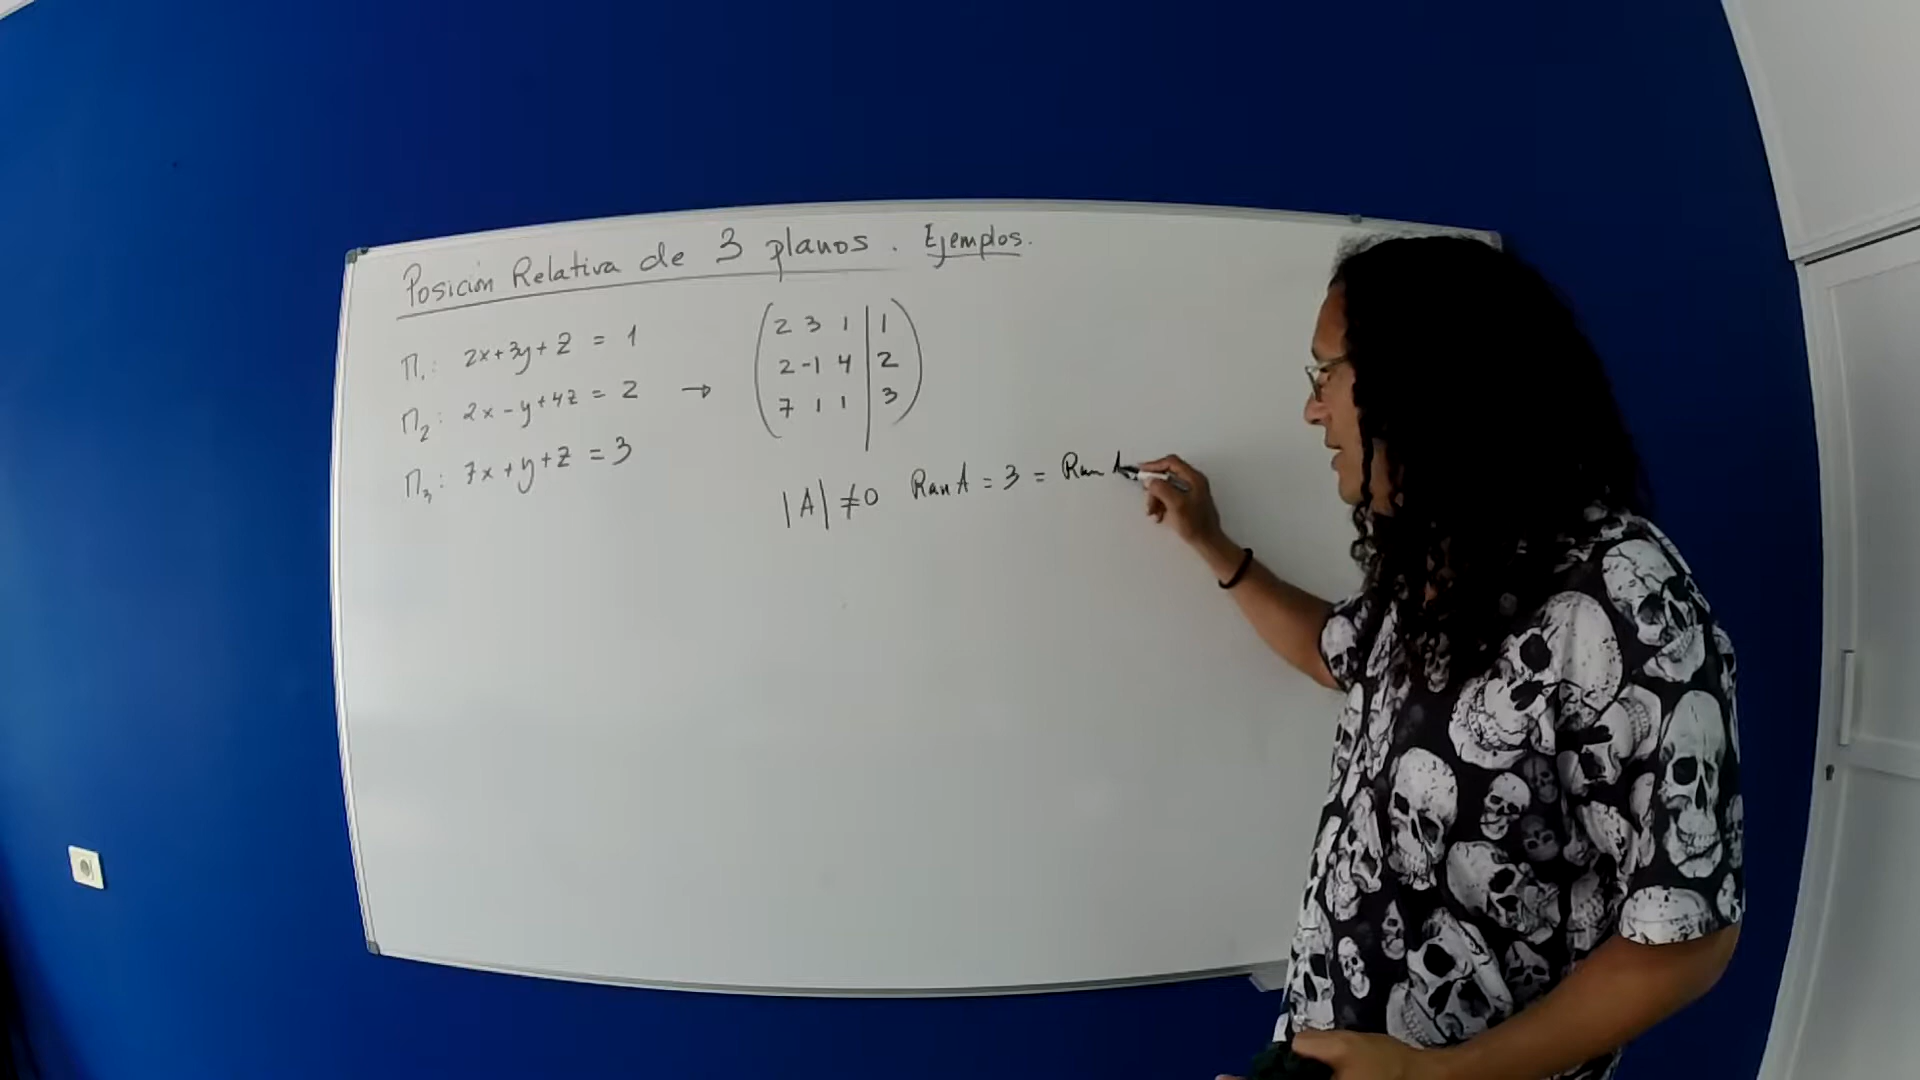 Posición Relativa de 3 planos. Ejemplos.
Π1: 2x+3y+z = 1
Π2: 2x-y+4z = 2 →
Π3: 7x+y+z = 3
2 3 1 | 1
2 -1 4 | 2
7 1 1 | 3
|A| ≠0 Ran A = 3 = Ran A